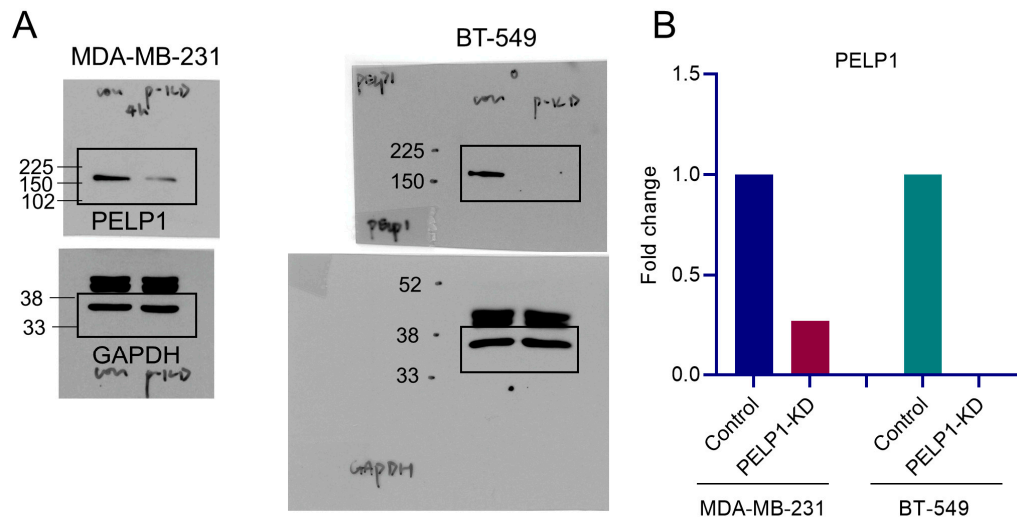 A
MDA-MB-231
con p-KD
4h
225
150
102
PELP1
38
33
GAPDH
con p-KD
BT-549
PELP1
con p-KD
225
150
PELP1
52
38
33
GAPDH
B
PELP1
Fold change
1.5
1.0
0.5
0.0
Control
PELP1-KD
Control
PELP1-KD
MDA-MB-231
BT-549